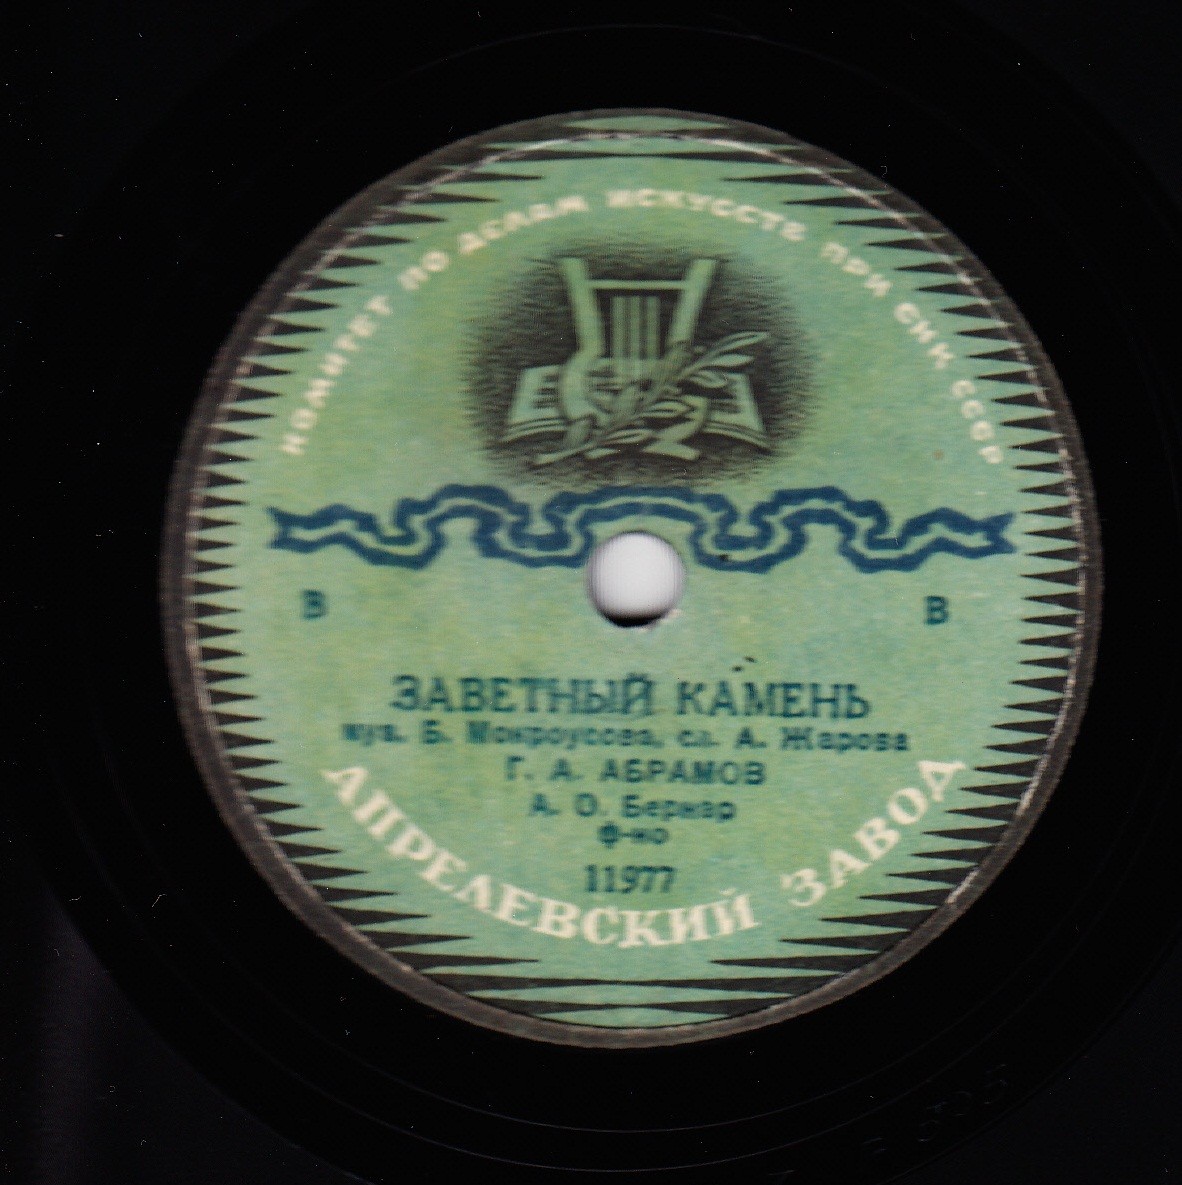 КОМИТЕТ ПО ДЕЛАМ ИСКУССТВ ПРИ СНК СССР
В В
ЗАВЕТНЫЙ КАМЕНЬ
муз. Б. Мокроусова, сл. А. Жарова
Г. А. АБРАМОВ
А. О. Бернар
ф-но
11977
АПРЕЛЕВСКИЙ ЗАВОД